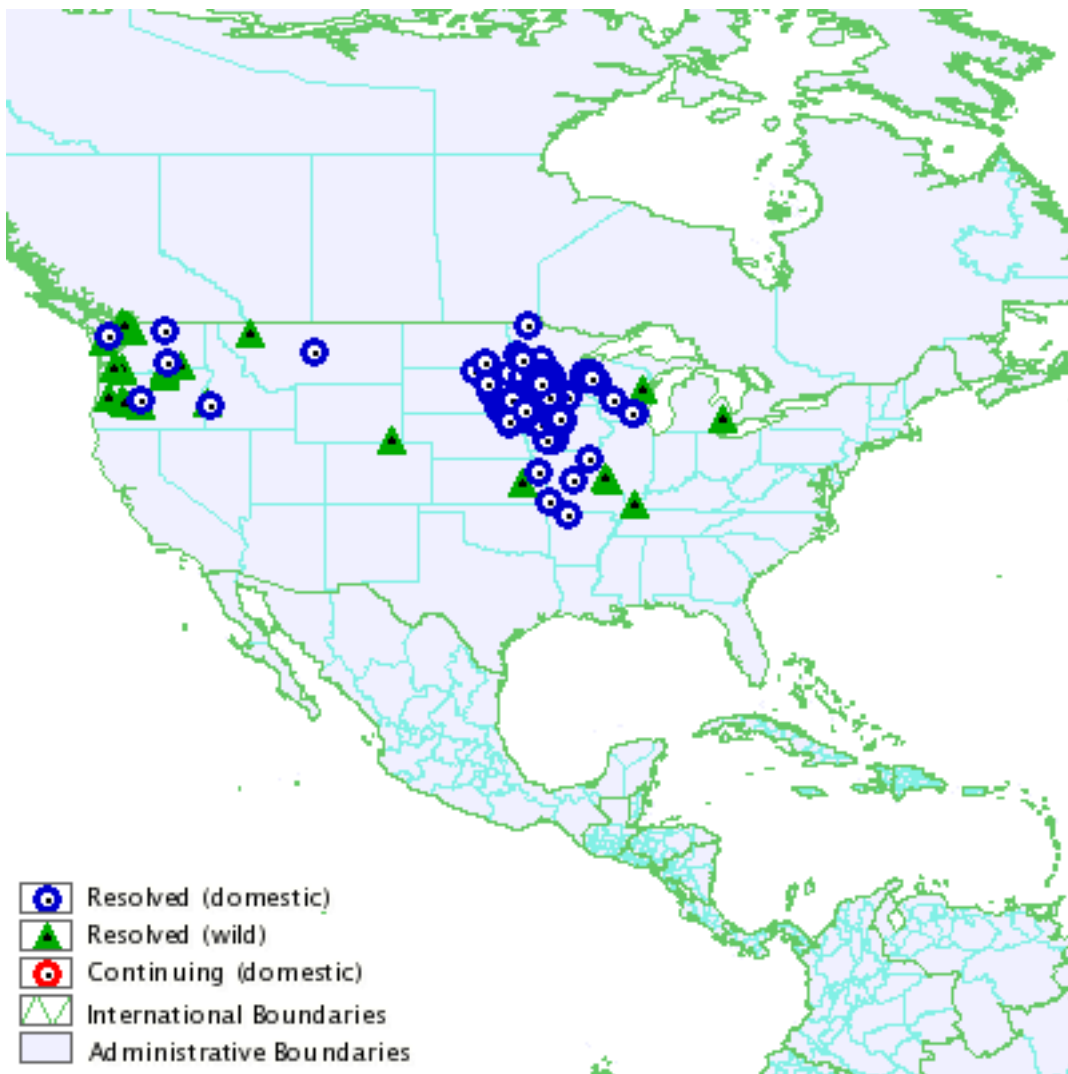 Resolved (domestic)
Resolved (wild)
Continuing (domestic)
International Boundaries
Administrative Boundaries